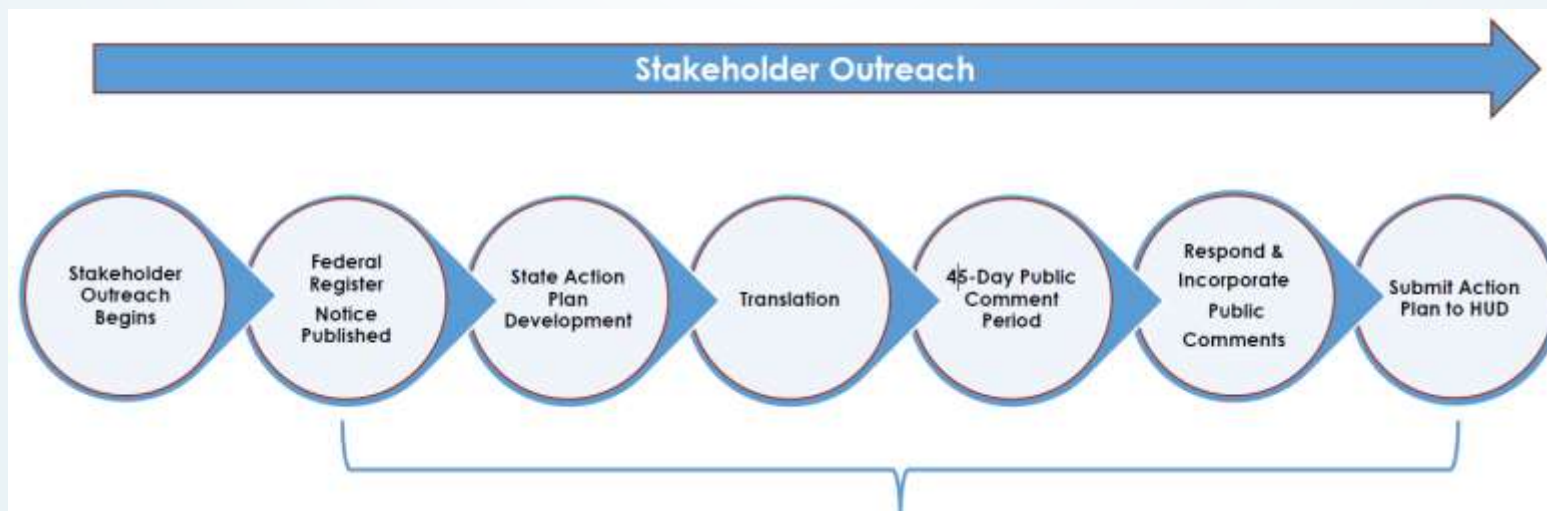 Stakeholder Outreach
Stakeholder
Outreach
Begins
Federal
Register
Notice
Published
State Action
Plan
Development
Translation
45-Day Public
Comment
Period
Respond &
Incorporate
Public
Comments
Submit Action
Plan to HUD